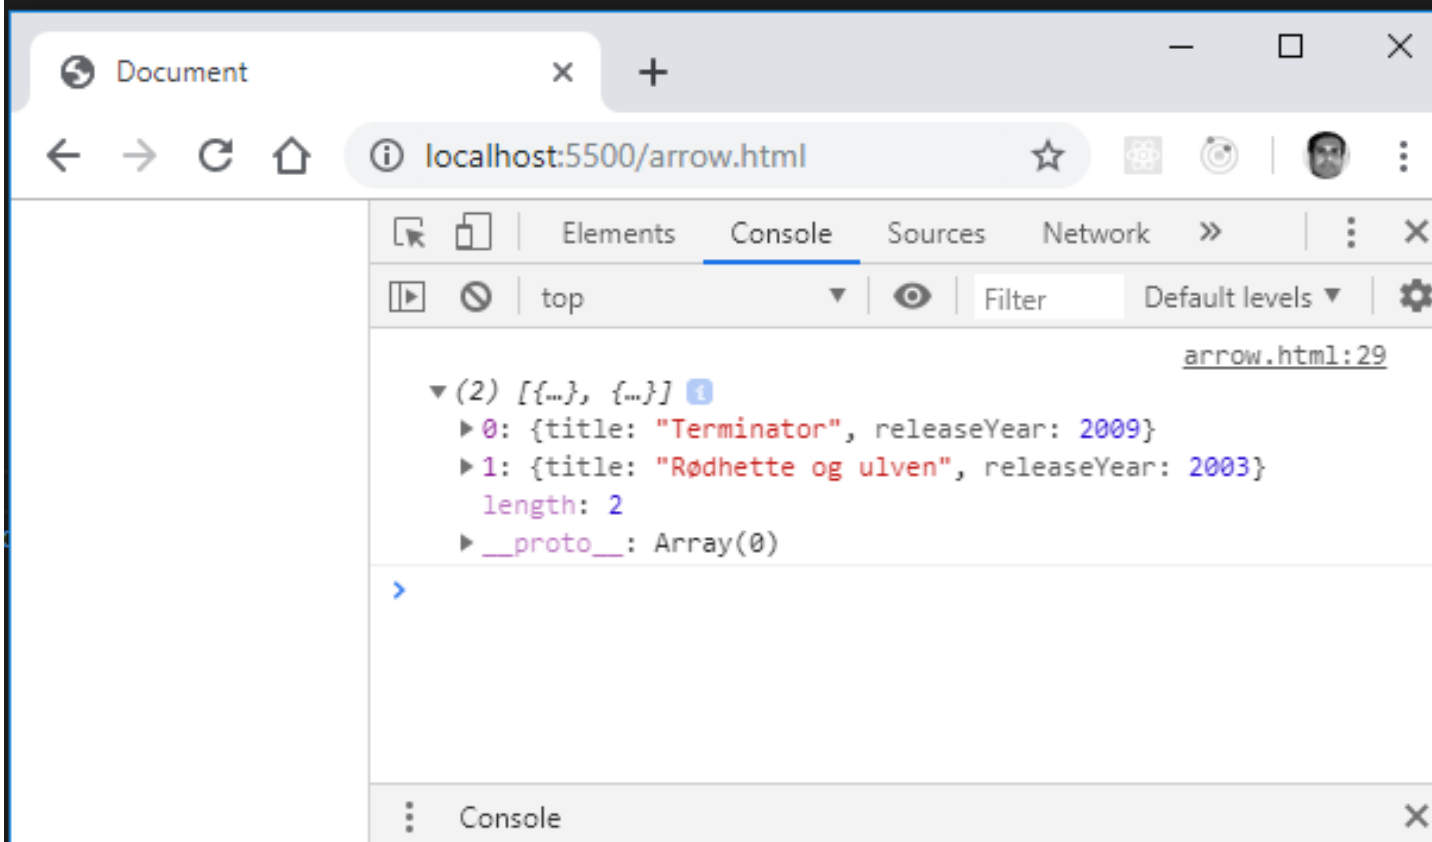 Document
localhost:5500/arrow.html
Elements Console Sources Network »
top Filter Default levels
arrow.html:29
(2) [{…}, {…}] i
0: {title: "Terminator", releaseYear: 2009}
1: {title: "Rødhette og ulven", releaseYear: 2003}
length: 2
__proto__: Array(0)
>
Console